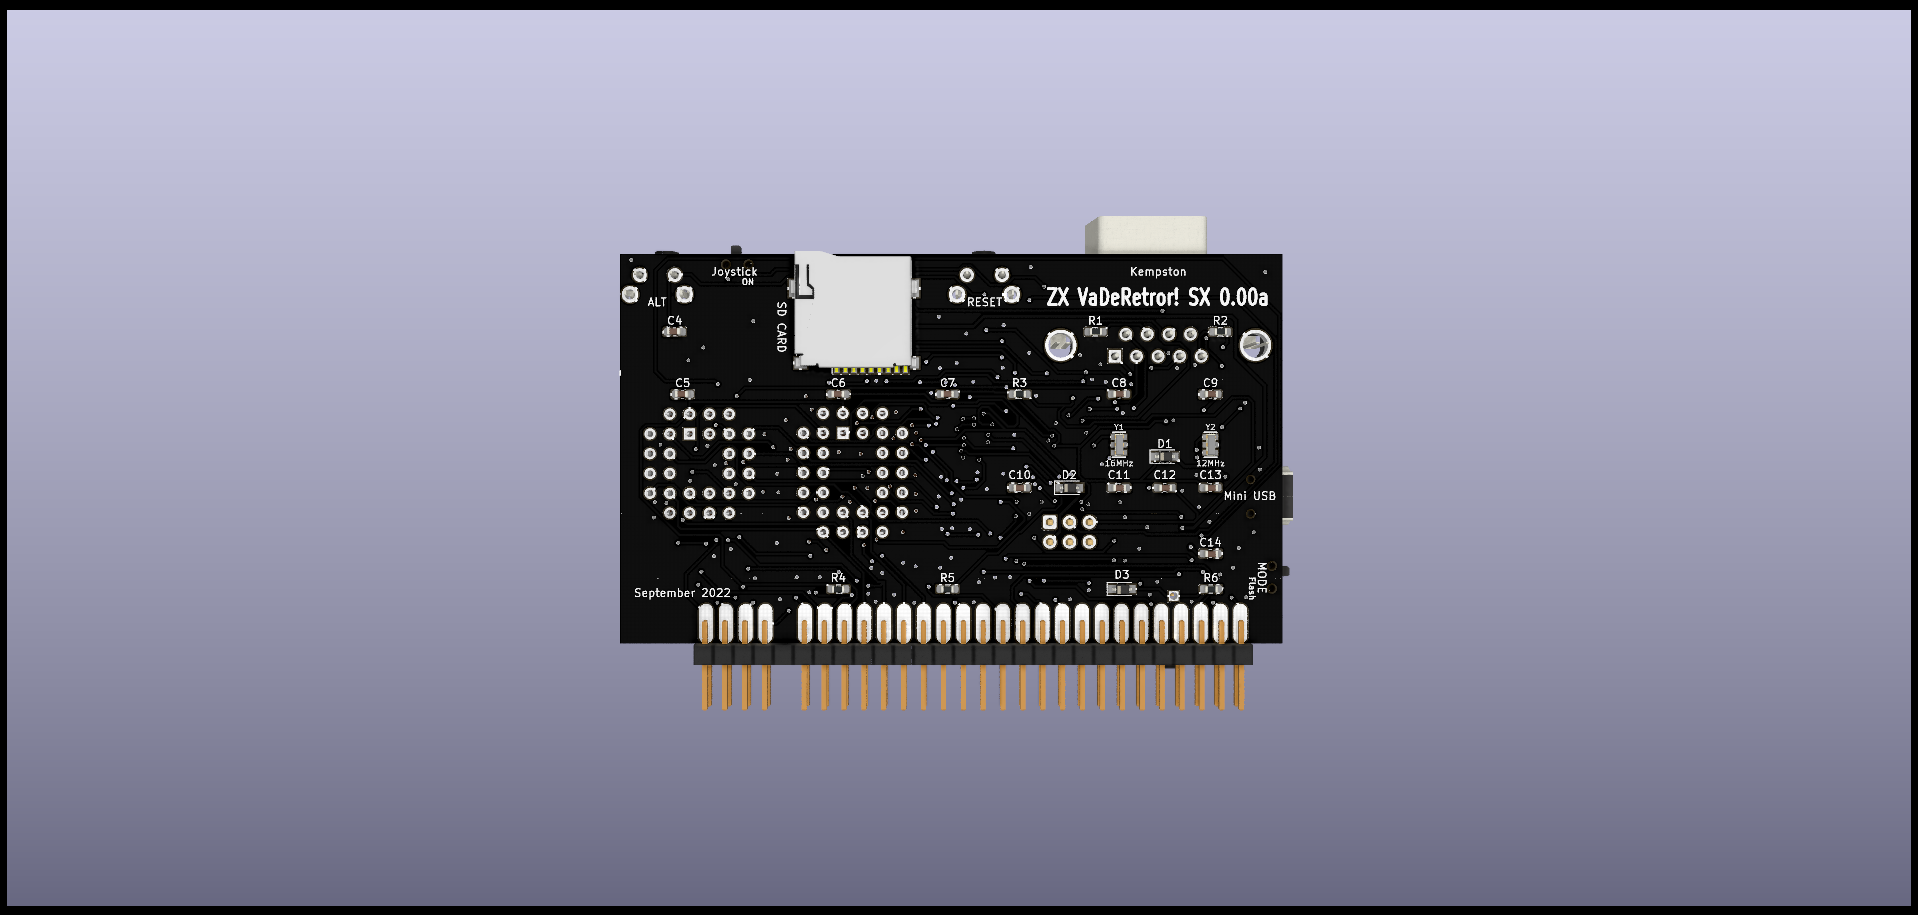 Joystick
ON
Kempston
ALT
SD CARD
RESET
ZX VaDeRetror! SX 0.00a
C4
R1
R2
C5
C6
C7
R3
C8
C9
Y1
16MHz
D1
Y2
12MHz
C10
D2
C11
C12
C13
Mini USB
C14
R4
R5
D3
R6
MODE
Flash
September 2022